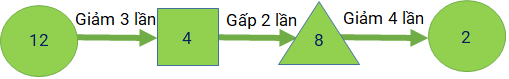 Giảm 3 lần Gấp 2 lần Giảm 4 lần
12 4 8 2